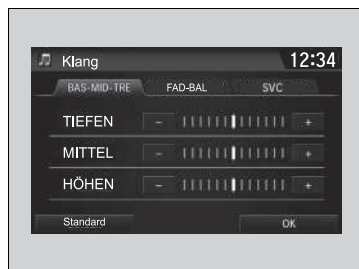 Klang 12:34
BAS-MID-TRE FAD-BAL SVC
TIEFEN - +
MITTEL - +
HÖHEN - +
Standard OK